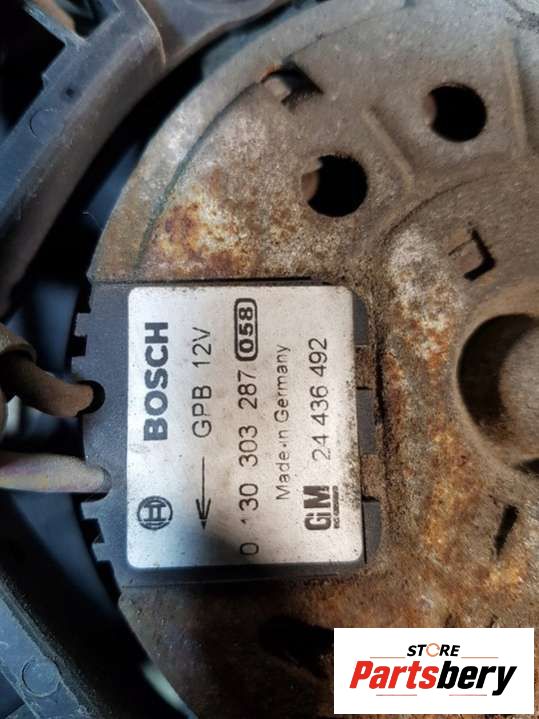 BOSCH
GPB 12V
0 130 303 287 058
Made in Germany
GM 24 436 492
STORE
Partsbery